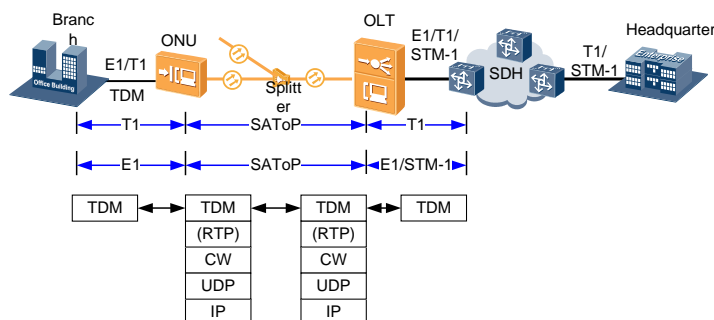 Branc
h
ONU
OLT
E1/T1/
STM-1
Headquarter
E1/T1
TDM
Office Building
Splitt
er
SDH
T1/
STM-1
Enterprise
T1
SAToP
T1
E1
SAToP
E1/STM-1
TDM
TDM
TDM
TDM
(RTP)
(RTP)
CW
CW
UDP
UDP
IP
IP